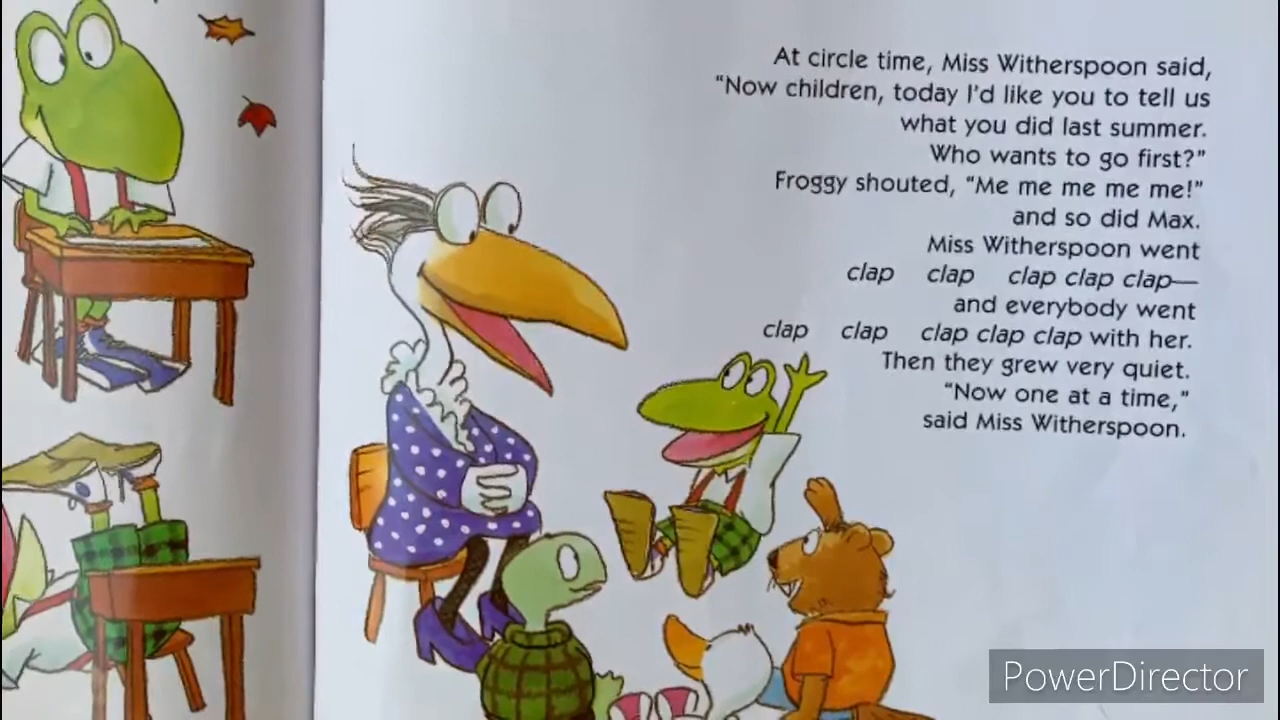 At circle time, Miss Witherspoon said,
“Now children, today I’d like you to tell us
what you did last summer.
Who wants to go first?”
Froggy shouted, “Me me me me me!”
and so did Max.
Miss Witherspoon went
clap clap clap clap clap—
and everybody went
clap clap clap clap clap with her.
Then they grew very quiet.
“Now one at a time,”
said Miss Witherspoon.
PowerDirector